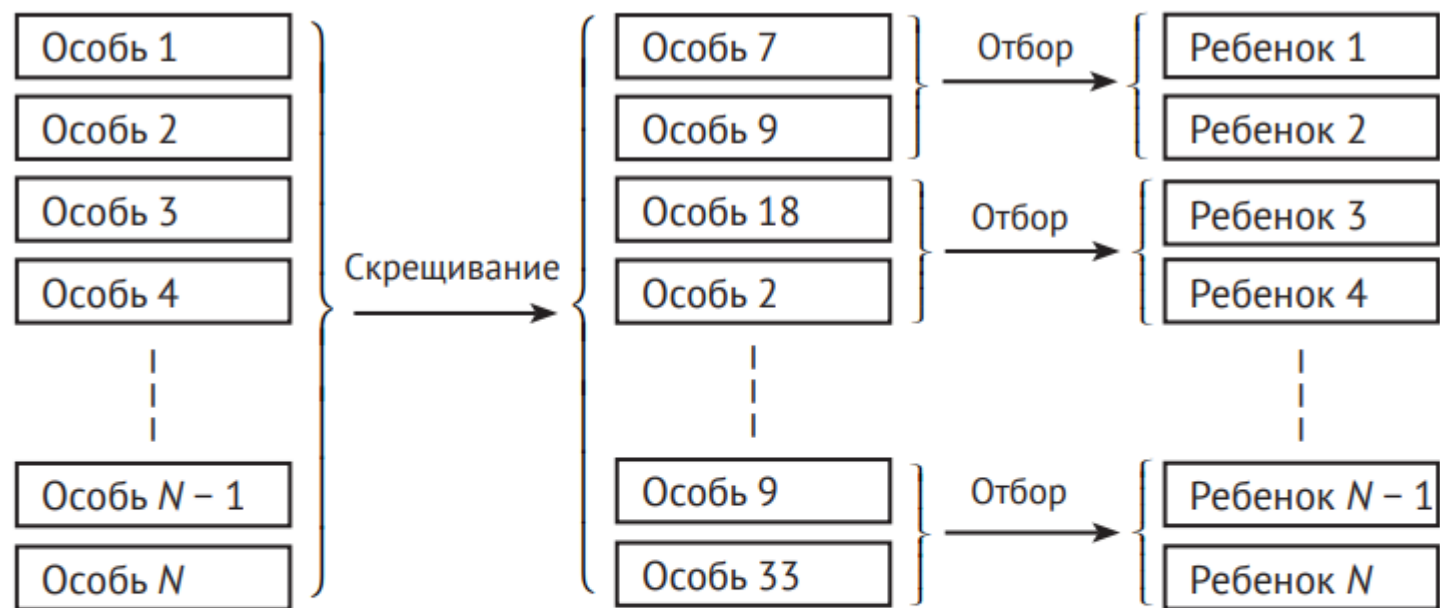 Особь 1
Особь 2
Особь 3
Особь 4
Особь N – 1
Особь N
Скрещивание
Особь 7
Особь 9
Особь 18
Особь 2
Особь 9
Особь 33
Отбор
Отбор
Отбор
Ребенок 1
Ребенок 2
Ребенок 3
Ребенок 4
Ребенок N – 1
Ребенок N